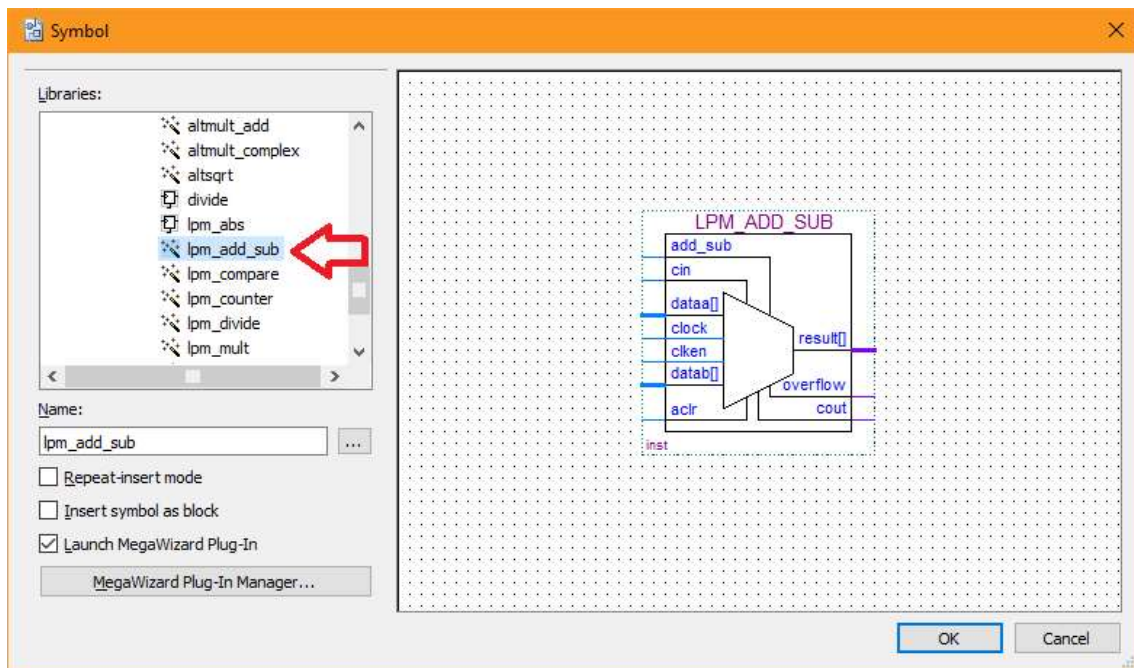 Symbol
Libraries:
altmult_add
altmult_complex
altsqrt
divide
lpm_abs
lpm_add_sub
lpm_compare
lpm_counter
lpm_divide
lpm_mult
Name:
lpm_add_sub
...
Repeat-insert mode
Insert symbol as block
Launch MegaWizard Plug-In
MegaWizard Plug-In Manager...
LPM_ADD_SUB
add_sub
cin
dataa[]
clock
result[]
clken
datab[]
overflow
aclr
cout
inst
OK
Cancel